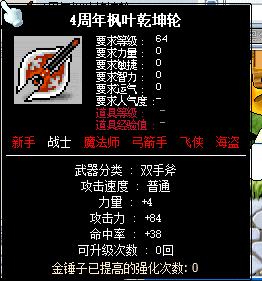 4周年枫叶乾坤轮
要求等级： 64
要求力量： -
要求敏捷： -
要求智力： -
要求运气： -
要求人气度： -
道具等级： -
道具经验值： -
新手 战士 魔法师 弓箭手 飞侠 海盗
武器分类： 双手斧
攻击速度： 普通
力量： +4
攻击力： +84
命中率： +38
可升级次数： 0回
金锤子已提高的强化次数: 0